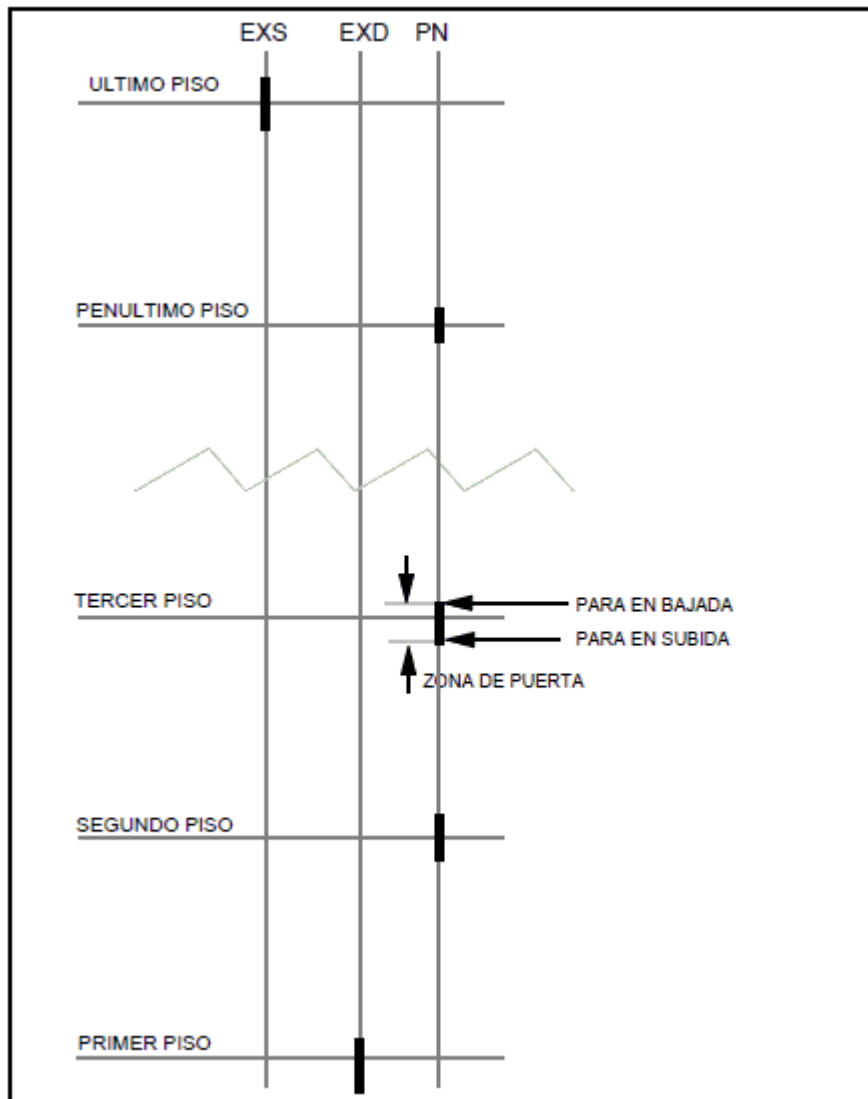 EXS EXD PN
ULTIMO PISO
PENULTIMO PISO
TERCER PISO
PARA EN BAJADA
PARA EN SUBIDA
ZONA DE PUERTA
SEGUNDO PISO
PRIMER PISO